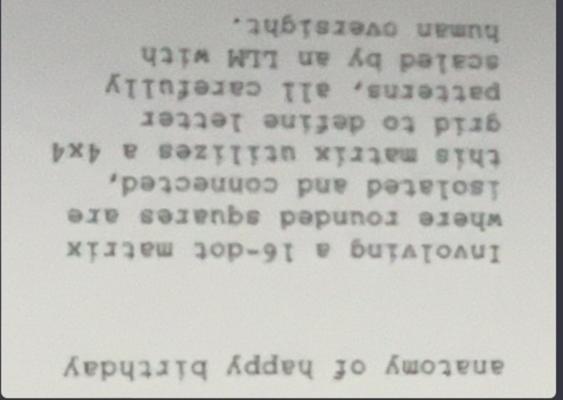 anatomy of happy birthday
Involving a 16-dot matrix
where rounded squares are
isolated and connected,
this matrix utilizes a 4x4
grid to define letter
patterns, all carefully
scaled by an LLM with
human oversight.